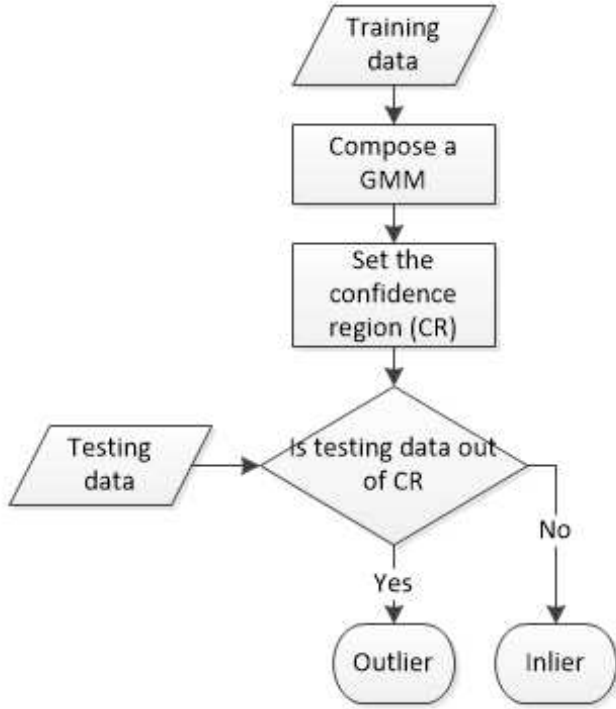 Training
data
Compose a
GMM
Set the
confidence
region (CR)
Testing
data
Is testing data out
of CR
No
Yes
Outlier
Inlier